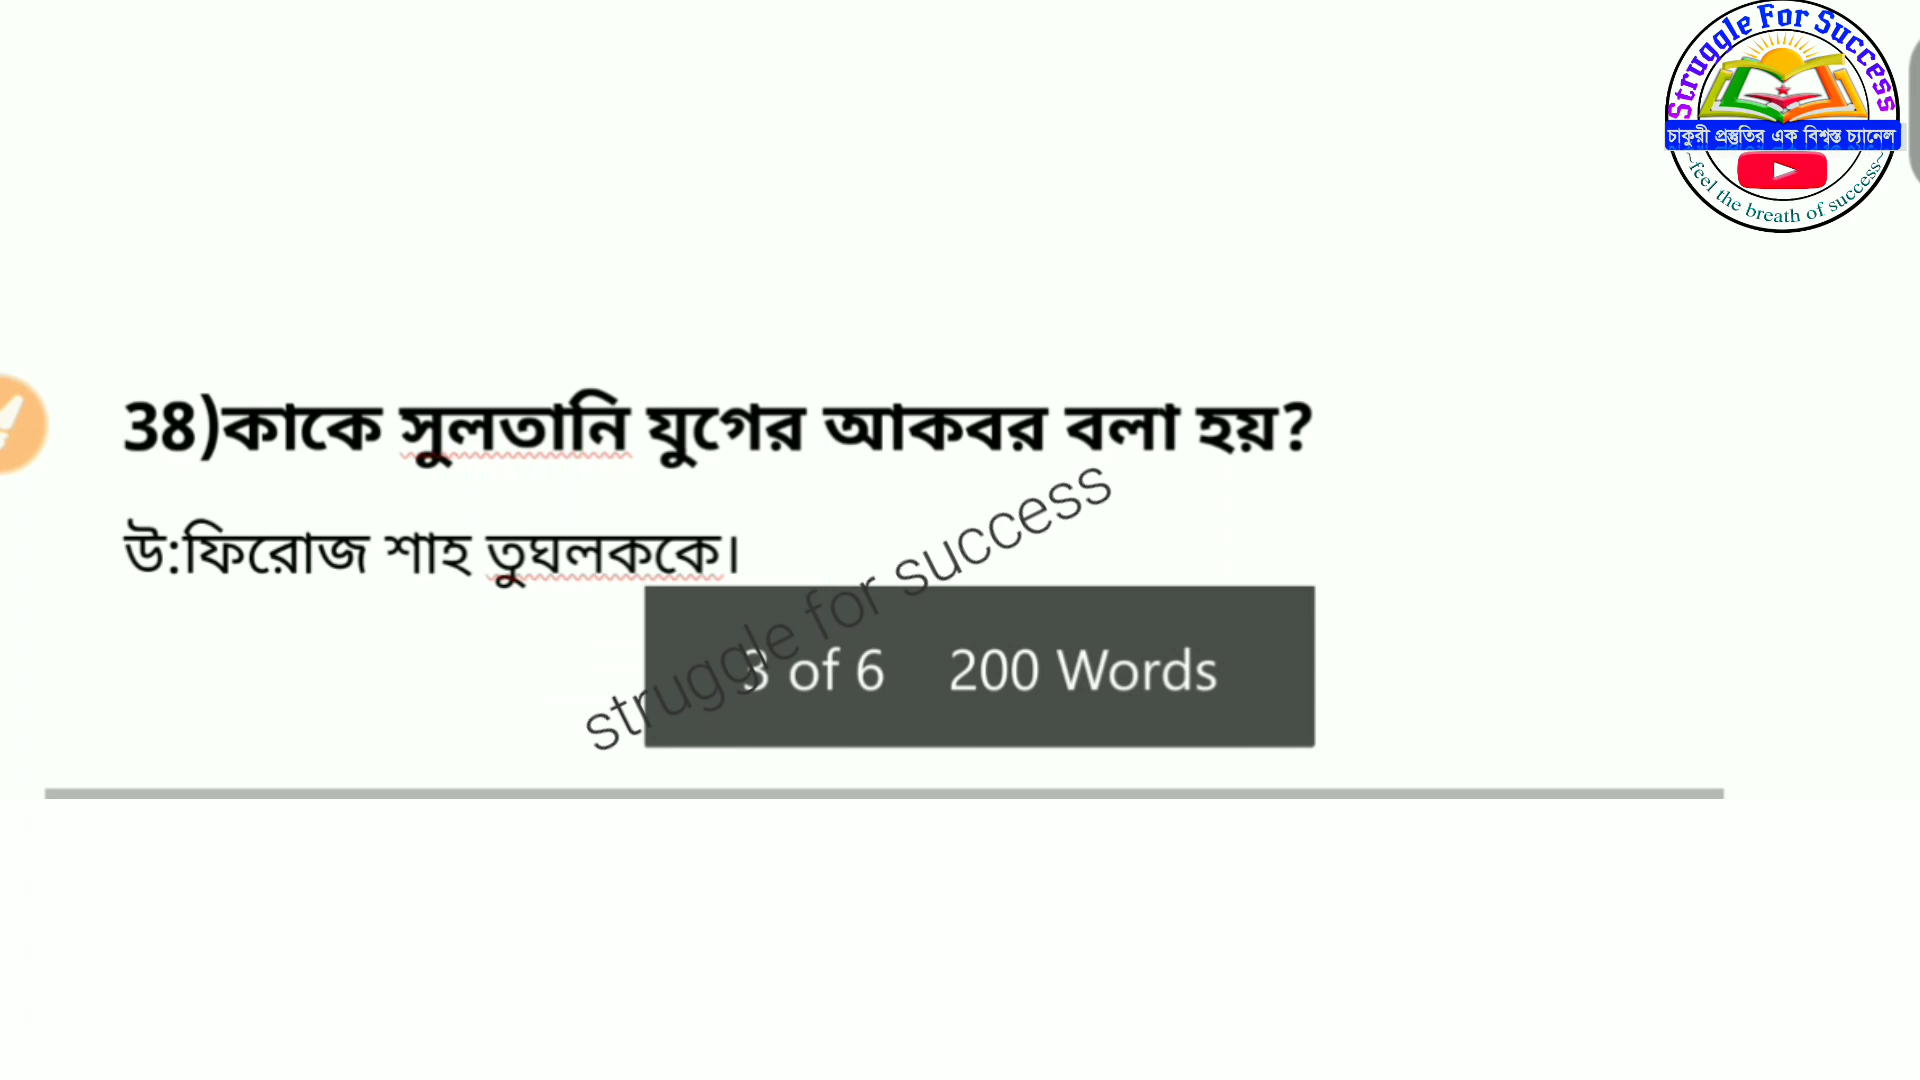 Struggle For Success
চাকুরী প্রস্তুতির এক বিশ্বস্ত চ্যানেল
~feel the breath of success~
38)কাকে সুলতানি যুগের আকবর বলা হয়?
উ:ফিরোজ শাহ তুঘলককে।
struggle for success
3 of 6 200 Words